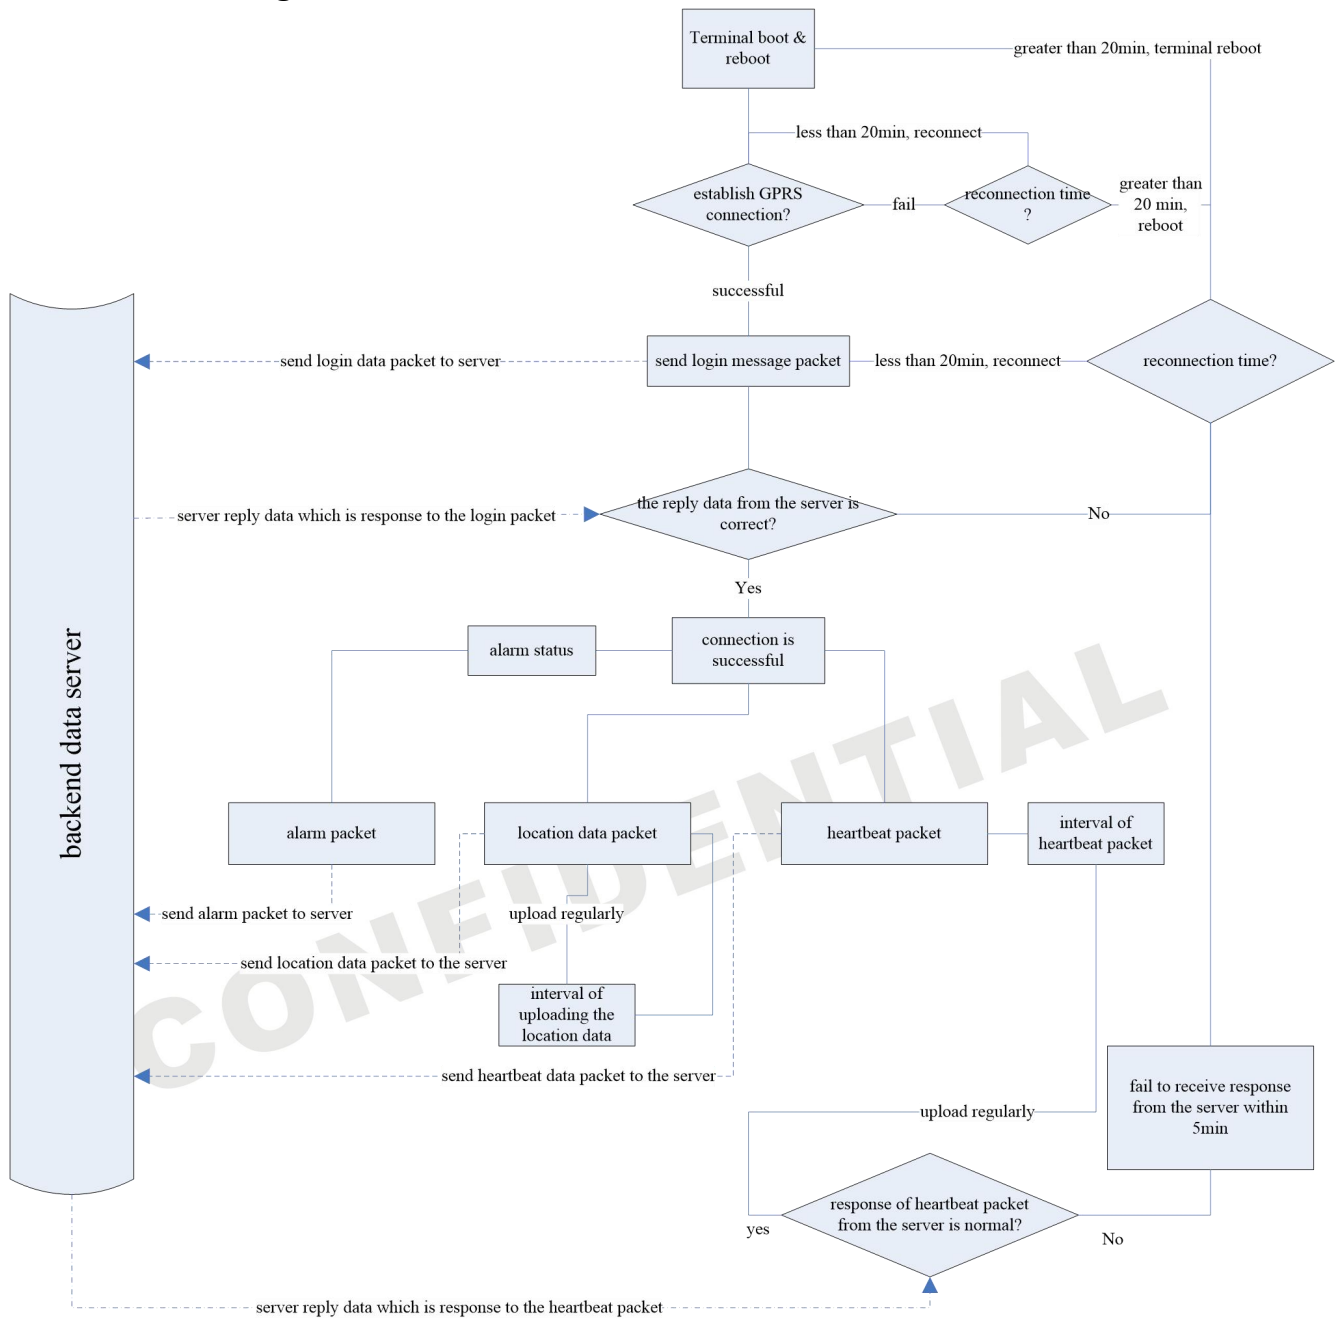 Terminal boot &
reboot
greater than 20min, terminal reboot
less than 20min, reconnect
establish GPRS
connection?
fail
reconnection time
?
greater than
20 min,
reboot
successful
send login data packet to server
send login message packet
less than 20min, reconnect
reconnection time?
server reply data which is response to the login packet
the reply data from the server is
correct?
No
Yes
alarm status
connection is
successful
backend data server
alarm packet
location data packet
heartbeat packet
interval of
heartbeat packet
send alarm packet to server
upload regularly
send location data packet to the server
interval of
uploading the
location data
send heartbeat data packet to the server
fail to receive response
from the server within
5min
upload regularly
response of heartbeat packet
from the server is normal?
yes
No
server reply data which is response to the heartbeat packet
CONFIDENTIAL